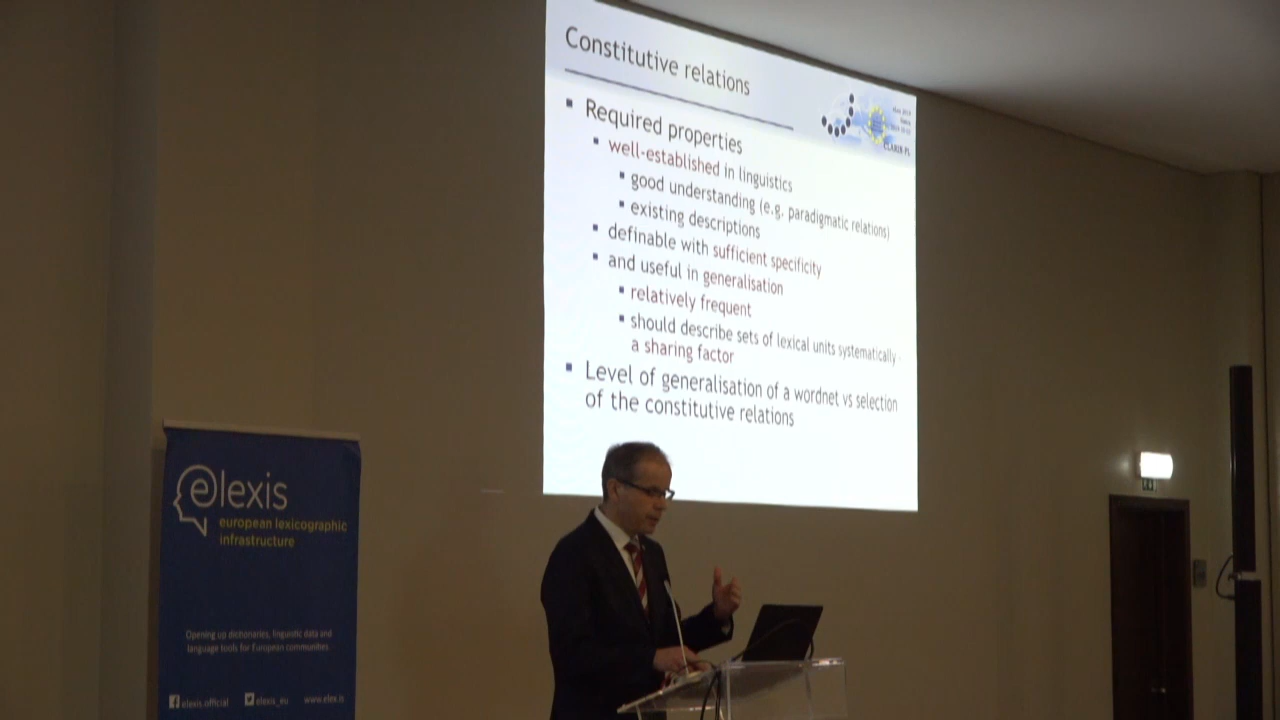 Constitutive relations
CLARIN-PL
Required properties
well-established in linguistics
good understanding (e.g. paradigmatic relations)
existing descriptions
definable with sufficient specificity
and useful in generalisation
relatively frequent
should describe sets of lexical units systematically -
a sharing factor
Level of generalisation of a wordnet vs selection
of the constitutive relations
elexis
european lexicographic
infrastructure
Opening up dictionaries, linguistic data and
language tools for European communities.
elexis.official elexis_eu www.elex.is